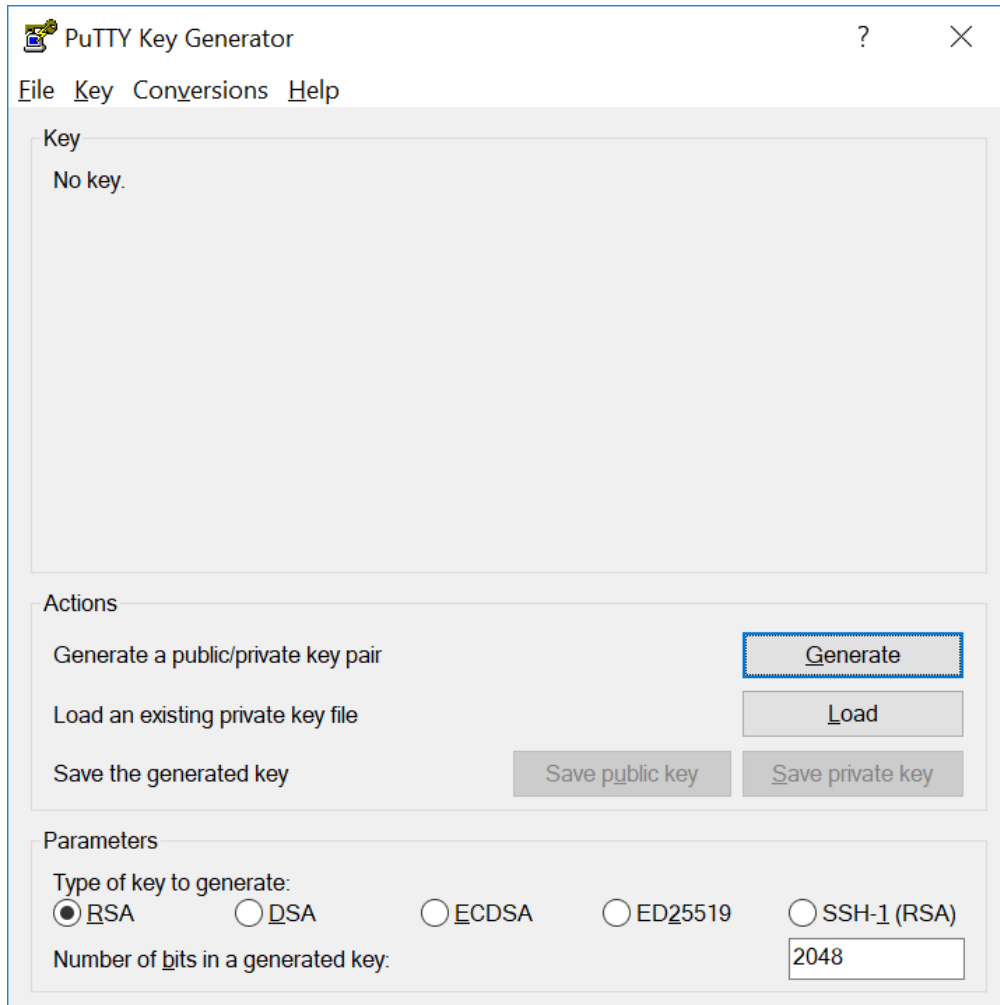 PuTTY Key Generator ?
File Key Conversions Help
Key
No key.
Actions
Generate a public/private key pair Generate
Load an existing private key file Load
Save the generated key Save public key Save private key
Parameters
Type of key to generate:
RSA DSA ECDSA ED25519 SSH-1 (RSA)
Number of bits in a generated key: 2048